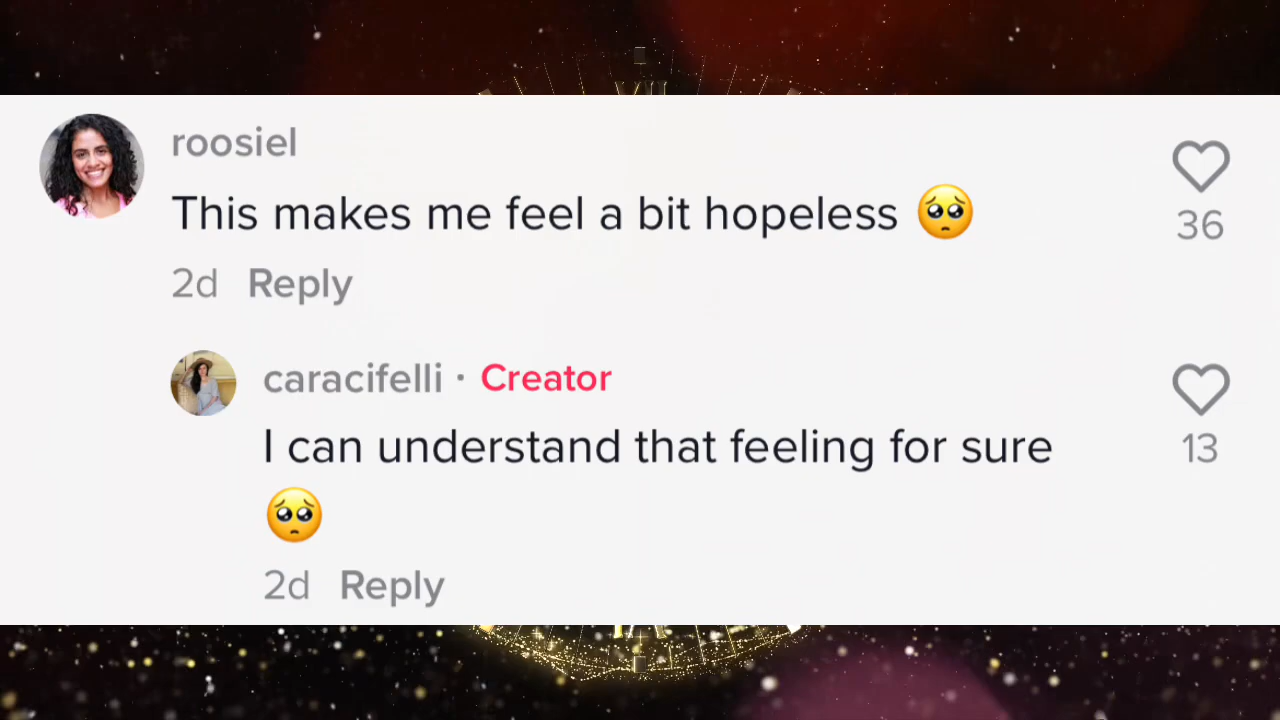 roosiel
This makes me feel a bit hopeless 🥺
36
2d Reply
caracifelli · Creator
I can understand that feeling for sure
🥺
13
2d Reply